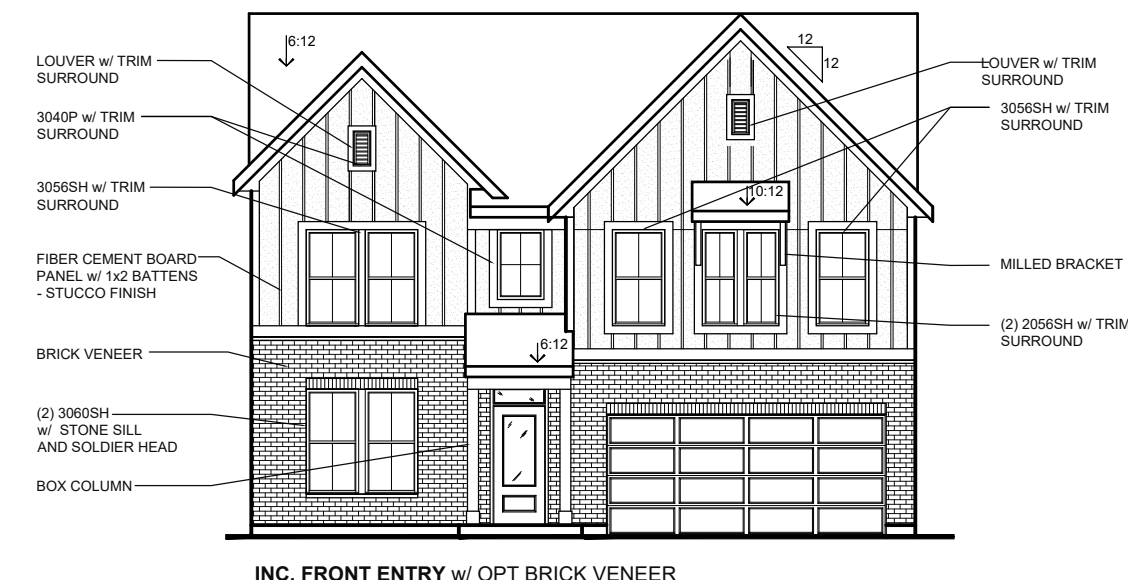 LOUVER w/ TRIM
SURROUND
3040P w/ TRIM
SURROUND
3056SH w/ TRIM
SURROUND
FIBER CEMENT BOARD
PANEL w/ 1x2 BATTENS
- STUCCO FINISH
BRICK VENEER
(2) 3060SH
w/ STONE SILL
AND SOLDIER HEAD
BOX COLUMN
6:12
12
12
10:12
6:12
LOUVER w/ TRIM
SURROUND
3056SH w/ TRIM
SURROUND
MILLED BRACKET
(2) 2056SH w/ TRIM
SURROUND
INC. FRONT ENTRY w/ OPT BRICK VENEER